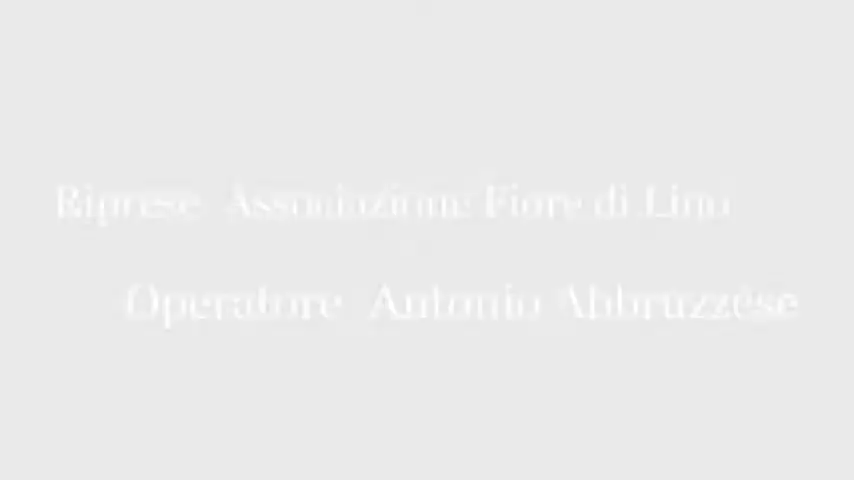 Riprese Associazione Fiore di Lino
Operatore Antonio Abbruzzese